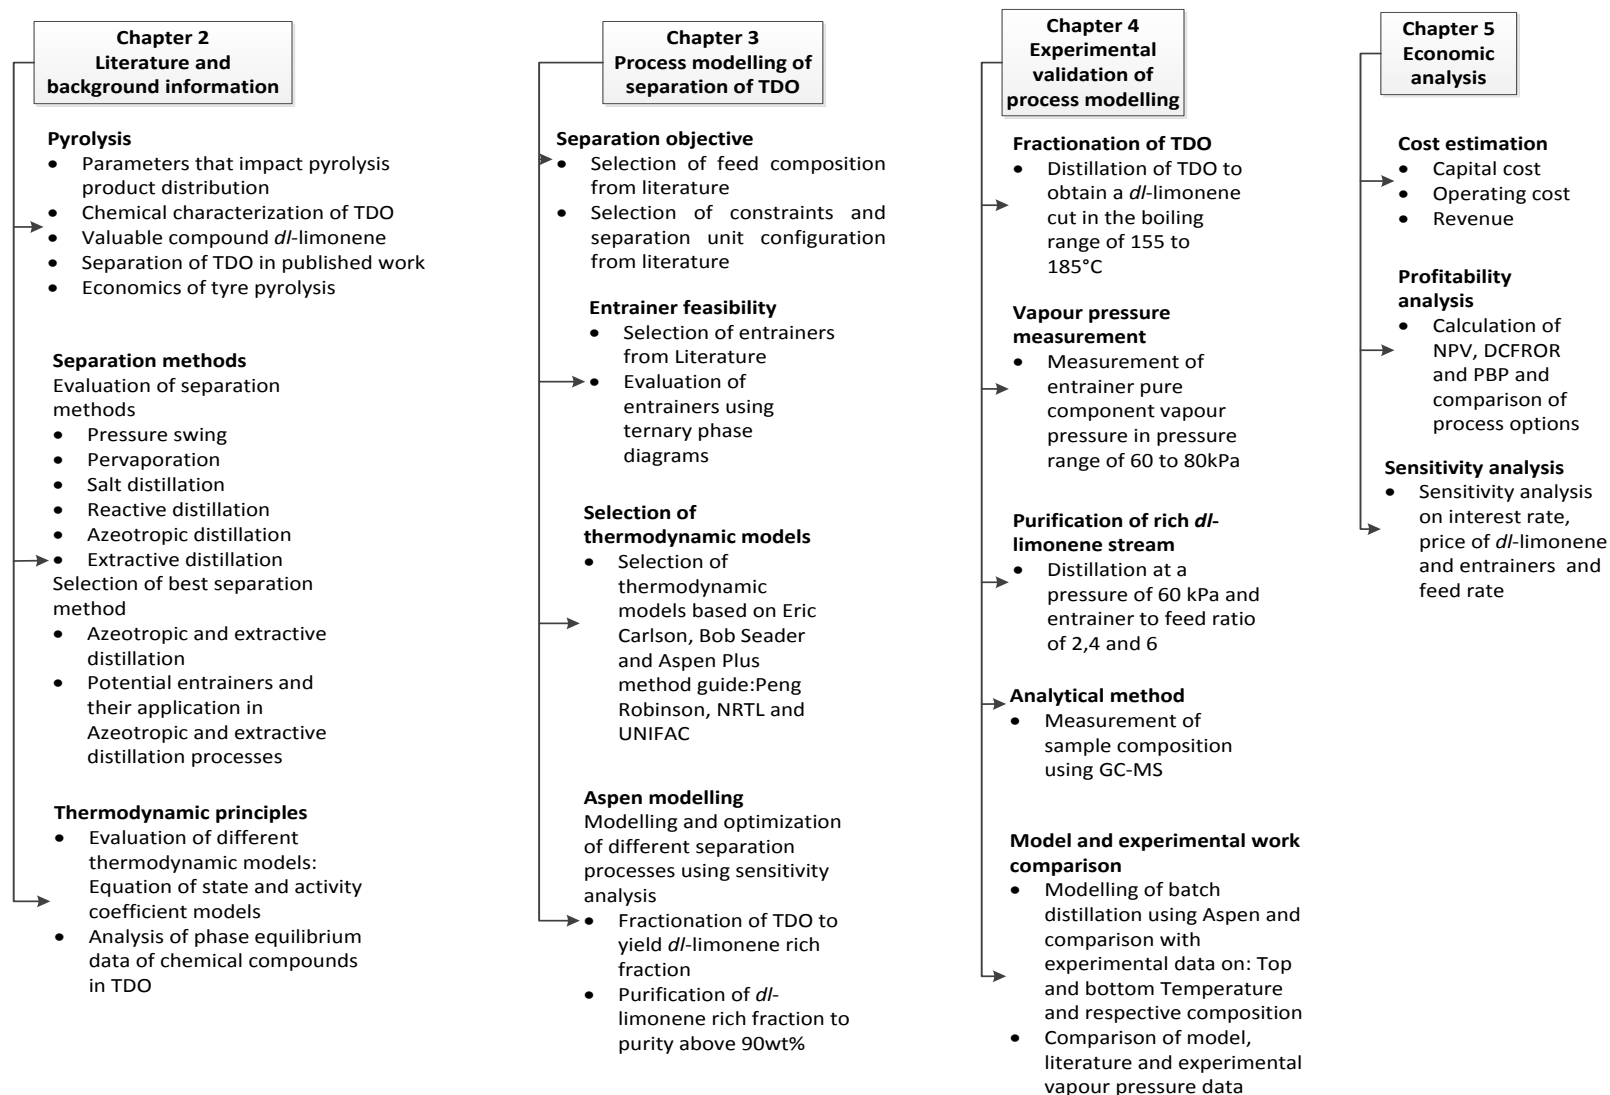 Chapter 2
Literature and
background information
Pyrolysis
• Parameters that impact pyrolysis
product distribution
• Chemical characterization of TDO
• Valuable compound dl-limonene
• Separation of TDO in published work
• Economics of tyre pyrolysis
Separation methods
Evaluation of separation
methods
• Pressure swing
• Pervaporation
• Salt distillation
• Reactive distillation
• Azeotropic distillation
• Extractive distillation
Selection of best separation
method
• Azeotropic and extractive
distillation
• Potential entrainers and
their application in
Azeotropic and extractive
distillation processes
Thermodynamic principles
• Evaluation of different
thermodynamic models:
Equation of state and activity
coefficient models
• Analysis of phase equilibrium
data of chemical compounds
in TDO
Chapter 3
Process modelling of
separation of TDO
Separation objective
• Selection of feed composition
from literature
• Selection of constraints and
separation unit configuration
from literature
Entrainer feasibility
• Selection of entrainers
from Literature
• Evaluation of
entrainers using
ternary phase
diagrams
Selection of
thermodynamic models
• Selection of
thermodynamic
models based on Eric
Carlson, Bob Seader
and Aspen Plus
method guide:Peng
Robinson, NRTL and
UNIFAC
Aspen modelling
Modelling and optimization
of different separation
processes using sensitivity
analysis
• Fractionation of TDO to
yield dl-limonene rich
fraction
• Purification of dl-
limonene rich fraction to
purity above 90wt%
Chapter 4
Experimental
validation of
process modelling
Fractionation of TDO
• Distillation of TDO to
obtain a dl-limonene
cut in the boiling
range of 155 to
185°C
Vapour pressure
measurement
• Measurement of
entrainer pure
component vapour
pressure in pressure
range of 60 to 80kPa
Purification of rich dl-
limonene stream
• Distillation at a
pressure of 60 kPa and
entrainer to feed ratio
of 2,4 and 6
Analytical method
• Measurement of
sample composition
using GC-MS
Model and experimental work
comparison
• Modelling of batch
distillation using Aspen and
comparison with
experimental data on: Top
and bottom Temperature
and respective composition
• Comparison of model,
literature and experimental
vapour pressure data
Chapter 5
Economic
analysis
Cost estimation
• Capital cost
• Operating cost
• Revenue
Profitability
analysis
• Calculation of
NPV, DCFROR
and PBP and
comparison of
process options
Sensitivity analysis
• Sensitivity analysis
on interest rate,
price of dl-limonene
and entrainers and
feed rate